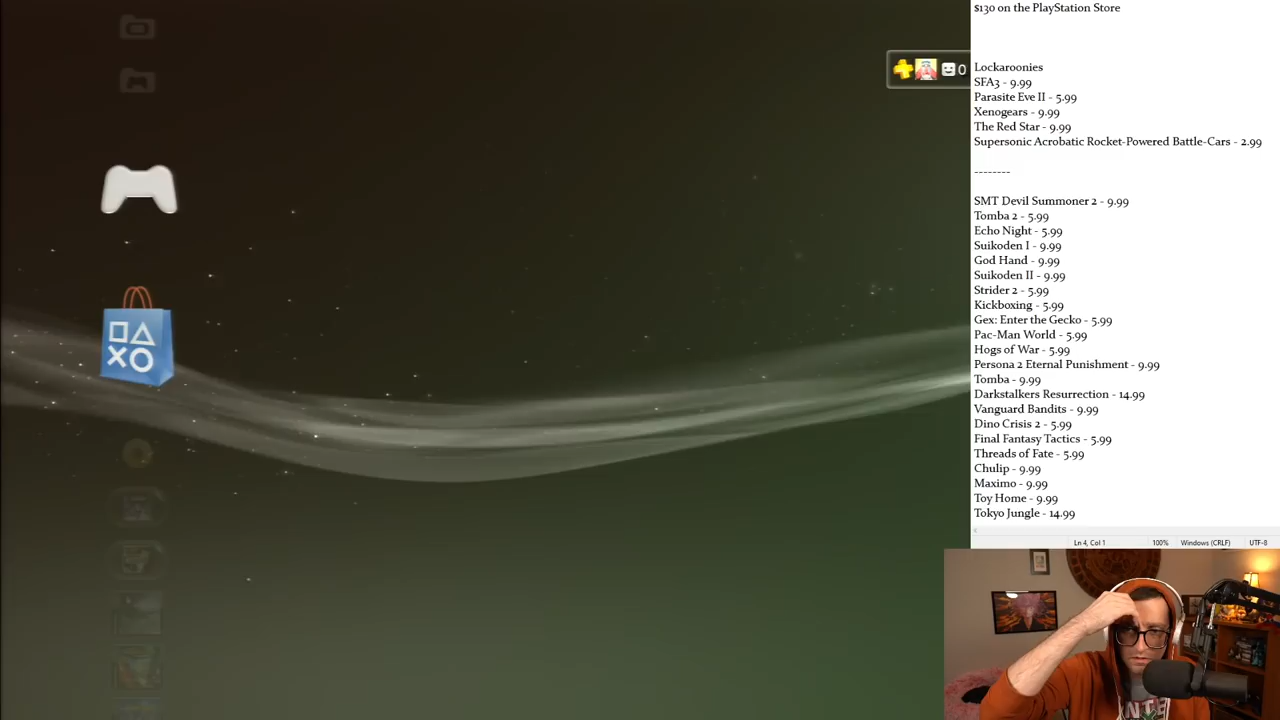 $130 on the PlayStation Store
0
Lockaroonies
SFA3 - 9.99
Parasite Eve II - 5.99
Xenogears - 9.99
The Red Star - 9.99
Supersonic Acrobatic Rocket-Powered Battle-Cars - 2.99
--------
SMT Devil Summoner 2 - 9.99
Tomba 2 - 5.99
Echo Night - 5.99
Suikoden I - 9.99
God Hand - 9.99
Suikoden II - 9.99
Strider 2 - 5.99
Kickboxing - 5.99
Gex: Enter the Gecko - 5.99
Pac-Man World - 5.99
Hogs of War - 5.99
Persona 2 Eternal Punishment - 9.99
Tomba - 9.99
Darkstalkers Resurrection - 14.99
Vanguard Bandits - 9.99
Dino Crisis 2 - 5.99
Final Fantasy Tactics - 5.99
Threads of Fate - 5.99
Chulip - 9.99
Maximo - 9.99
Toy Home - 9.99
Tokyo Jungle - 14.99
Ln 4, Col 1 100% Windows (CRLF) UTF-8